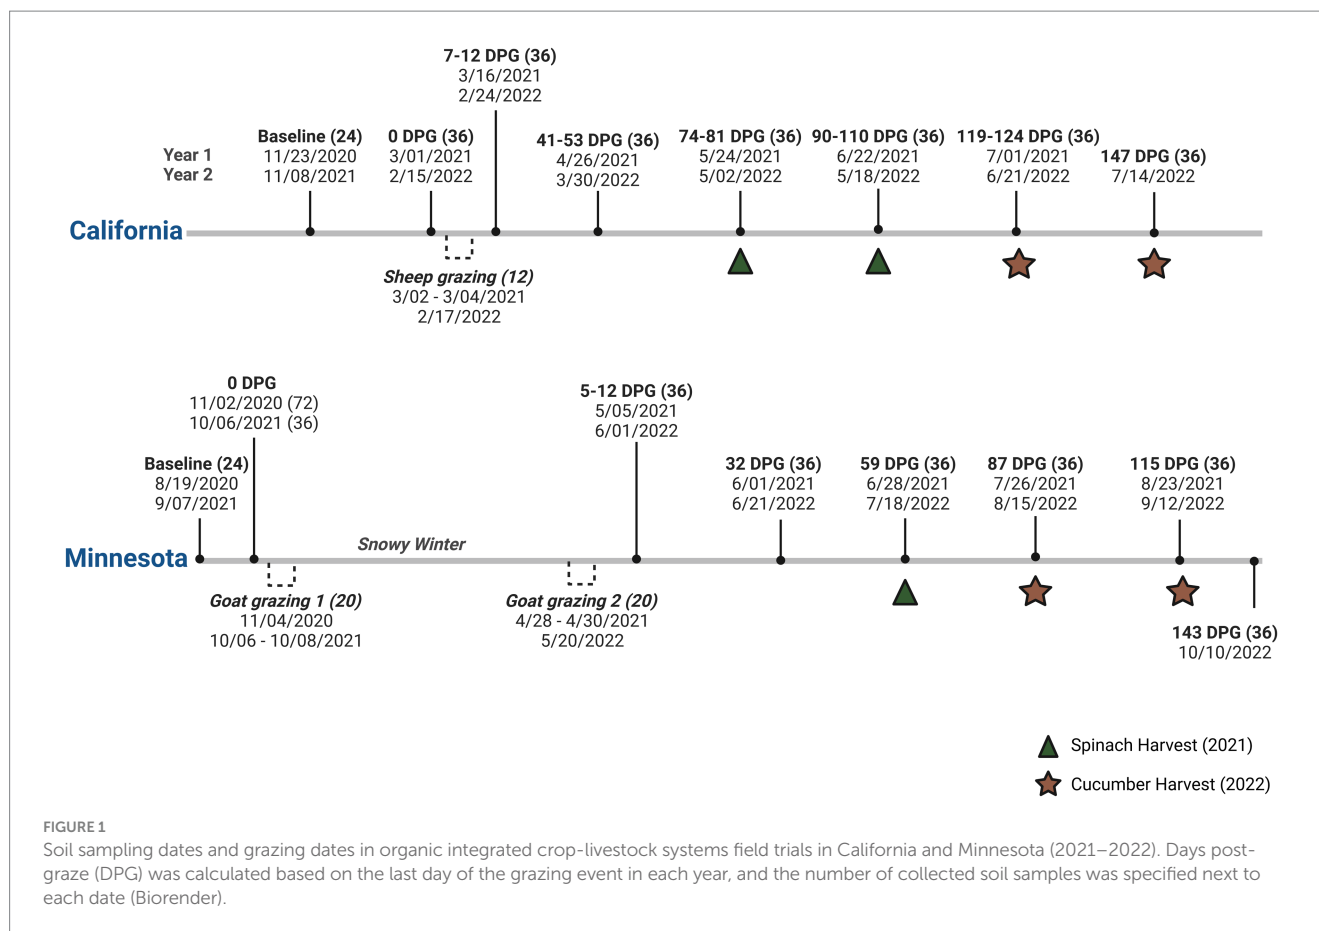 7-12 DPG (36)
3/16/2021
2/24/2022
Year 1
Year 2
Baseline (24)
11/23/2020
11/08/2021
0 DPG (36)
3/01/2021
2/15/2022
41-53 DPG (36)
4/26/2021
3/30/2022
74-81 DPG (36)
5/24/2021
5/02/2022
90-110 DPG (36)
6/22/2021
5/18/2022
119-124 DPG (36)
7/01/2021
6/21/2022
147 DPG (36)
7/14/2022
California
Sheep grazing (12)
3/02 - 3/04/2021
2/17/2022
0 DPG
11/02/2020 (72)
10/06/2021 (36)
5-12 DPG (36)
5/05/2021
6/01/2022
Baseline (24)
8/19/2020
9/07/2021
32 DPG (36)
6/01/2021
6/21/2022
59 DPG (36)
6/28/2021
7/18/2022
87 DPG (36)
7/26/2021
8/15/2022
115 DPG (36)
8/23/2021
9/12/2022
Snowy Winter
Minnesota
Goat grazing 1 (20)
11/04/2020
10/06 - 10/08/2021
Goat grazing 2 (20)
4/28 - 4/30/2021
5/20/2022
143 DPG (36)
10/10/2022
Spinach Harvest (2021)
Cucumber Harvest (2022)
FIGURE 1
Soil sampling dates and grazing dates in organic integrated crop-livestock systems field trials in California and Minnesota (2021–2022). Days post-
graze (DPG) was calculated based on the last day of the grazing event in each year, and the number of collected soil samples was specified next to
each date (Biorender).